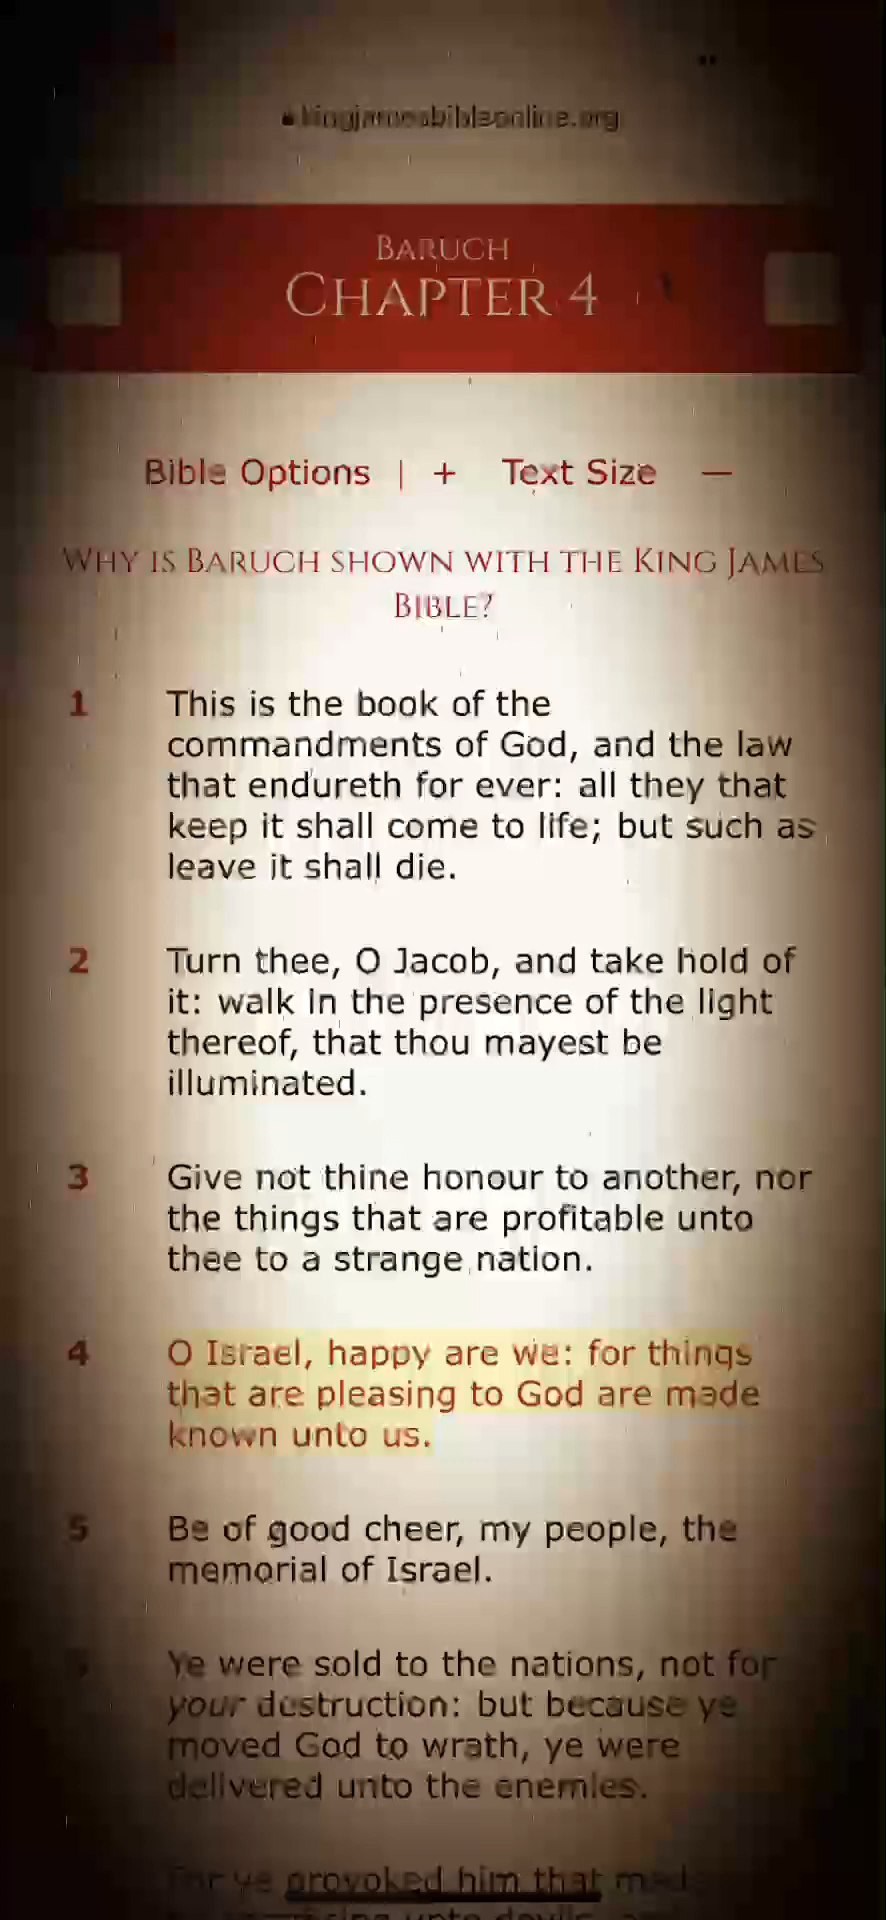 kingjamesbibleonline.org
BARUCH
CHAPTER 4
Bible Options | + Text Size —
WHY IS BARUCH SHOWN WITH THE KING JAMES
BIBLE?
1 This is the book of the
commandments of God, and the law
that endureth for ever: all they that
keep it shall come to life; but such as
leave it shall die.
2 Turn thee, O Jacob, and take hold of
it: walk in the presence of the light
thereof, that thou mayest be
illuminated.
3 Give not thine honour to another, nor
the things that are profitable unto
thee to a strange nation.
4 O Israel, happy are we: for things
that are pleasing to God are made
known unto us.
5 Be of good cheer, my people, the
memorial of Israel.
Ye were sold to the nations, not for
your destruction: but because ye
moved God to wrath, ye were
delivered unto the enemies.
For ye provoked him that made
unto devils, and